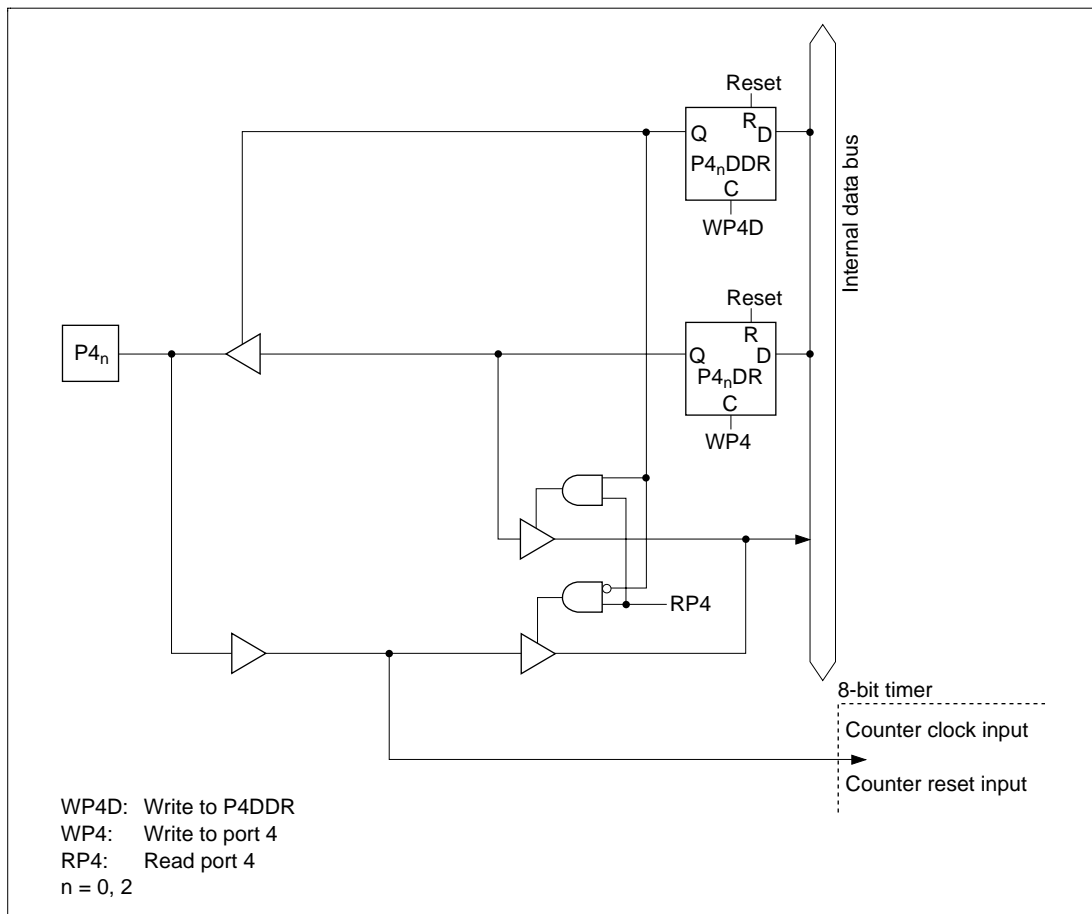 Reset
R
Q
D
P4nDDR
C
WP4D
Internal data bus
Reset
R
P4n
Q
D
P4nDR
C
WP4
RP4
8-bit timer
Counter clock input
Counter reset input
WP4D: Write to P4DDR
WP4: Write to port 4
RP4: Read port 4
n = 0, 2